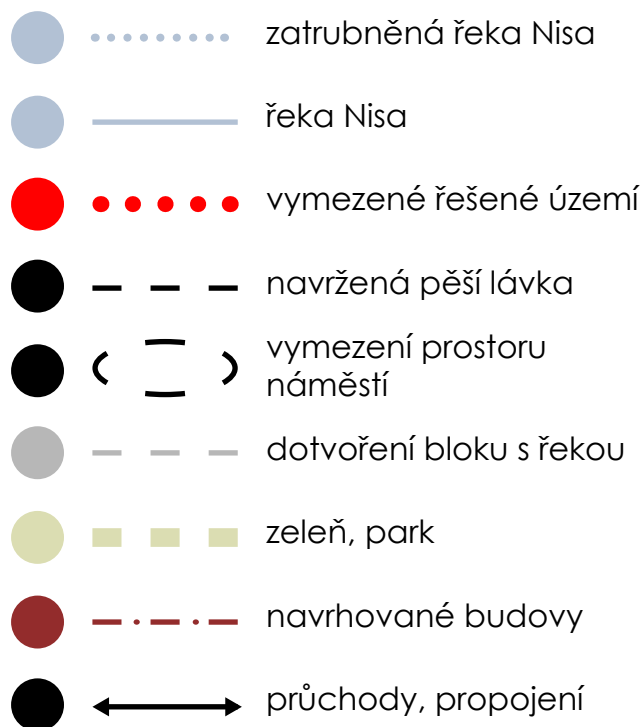 zatrubněná řeka Nisa
řeka Nisa
vymezené řešené území
navržená pěší lávka
vymezení prostoru
náměstí
dotvoření bloku s řekou
zeleň, park
navrhované budovy
průchody, propojení